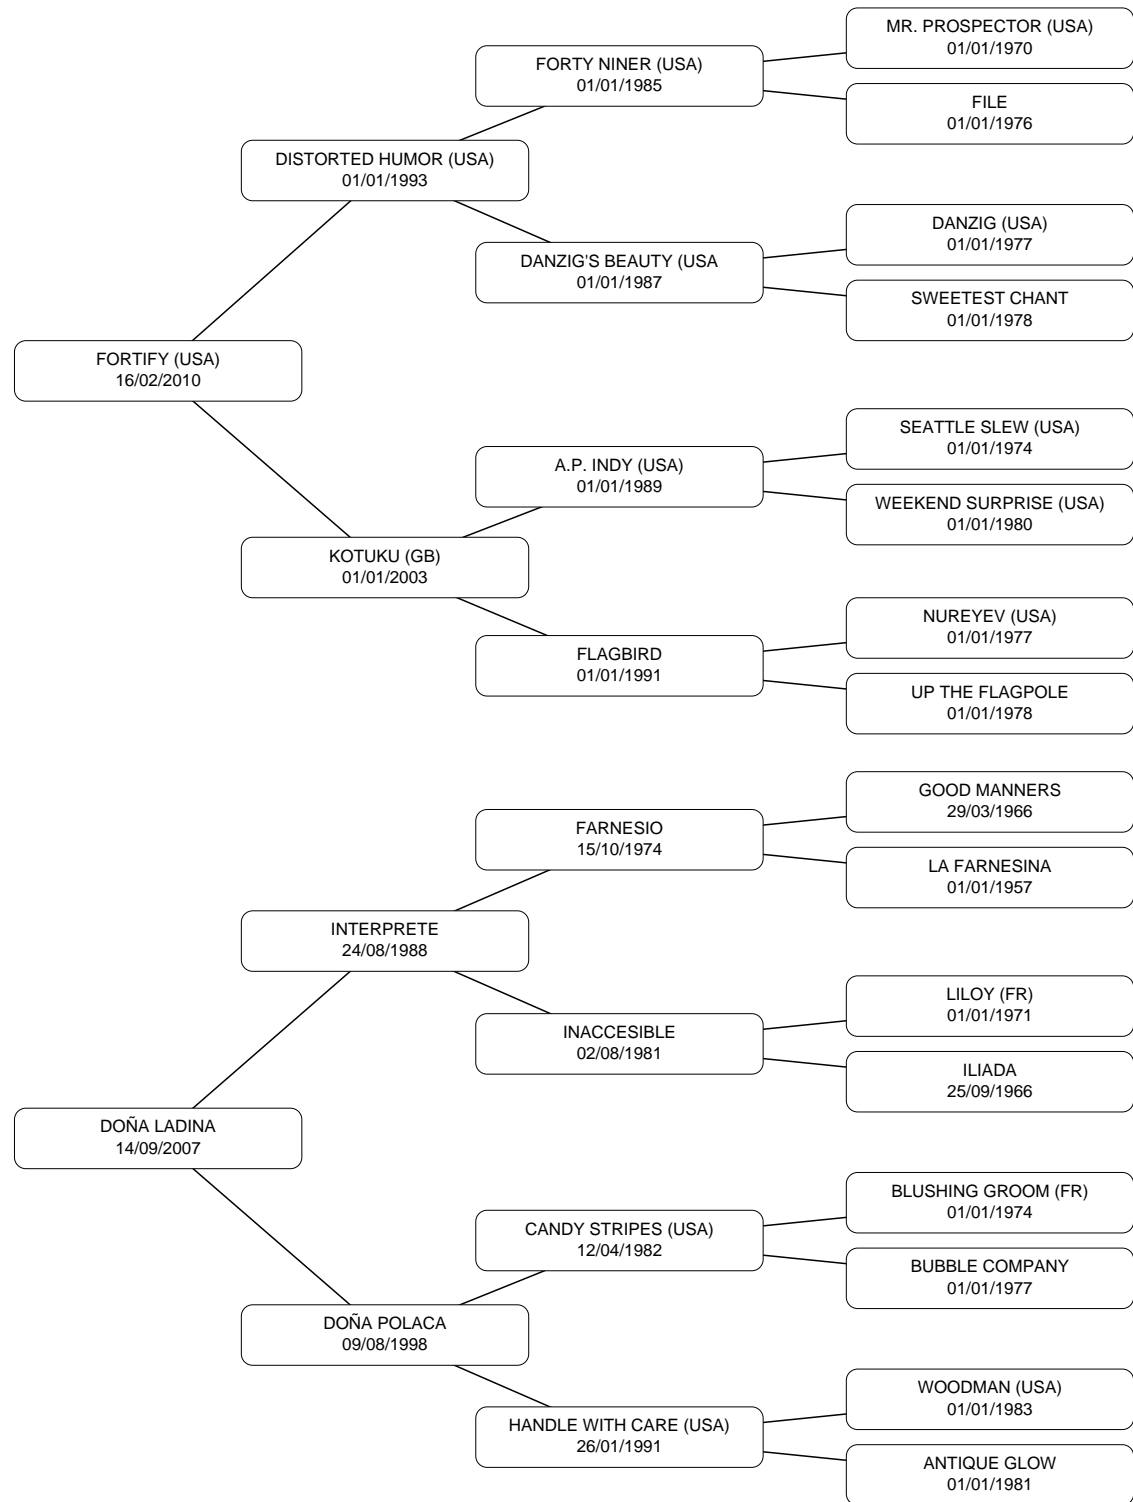 MR. PROSPECTOR (USA)
01/01/1970
FORTY NINER (USA)
01/01/1985
FILE
01/01/1976
DISTORTED HUMOR (USA)
01/01/1993
DANZIG (USA)
01/01/1977
DANZIG'S BEAUTY (USA
01/01/1987
SWEETEST CHANT
01/01/1978
FORTIFY (USA)
16/02/2010
SEATTLE SLEW (USA)
01/01/1974
A.P. INDY (USA)
01/01/1989
WEEKEND SURPRISE (USA)
01/01/1980
KOTUKU (GB)
01/01/2003
NUREYEV (USA)
01/01/1977
FLAGBIRD
01/01/1991
UP THE FLAGPOLE
01/01/1978
GOOD MANNERS
29/03/1966
FARNESIO
15/10/1974
LA FARNESINA
01/01/1957
INTERPRETE
24/08/1988
LILOY (FR)
01/01/1971
INACCESIBLE
02/08/1981
ILIADA
25/09/1966
DOÑA LADINA
14/09/2007
BLUSHING GROOM (FR)
01/01/1974
CANDY STRIPES (USA)
12/04/1982
BUBBLE COMPANY
01/01/1977
DOÑA POLACA
09/08/1998
WOODMAN (USA)
01/01/1983
HANDLE WITH CARE (USA)
26/01/1991
ANTIQUE GLOW
01/01/1981